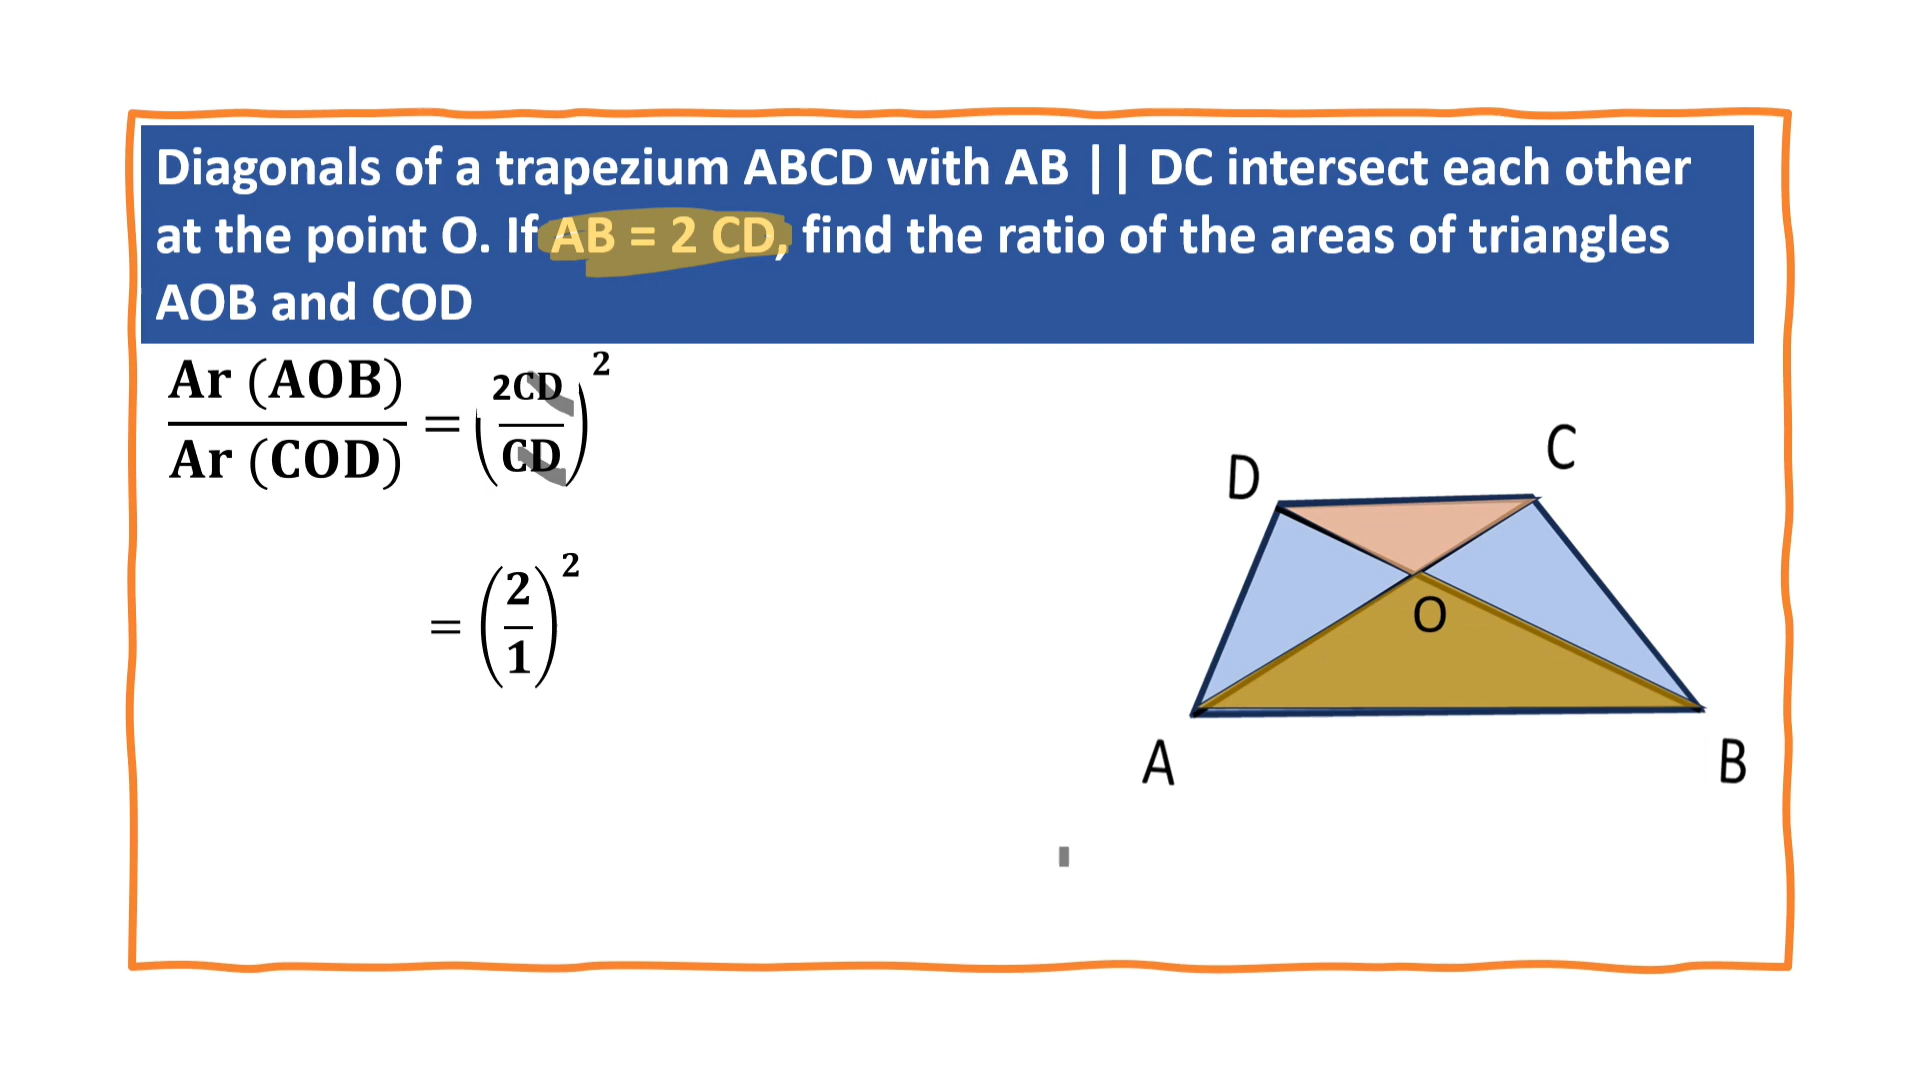 Diagonals of a trapezium ABCD with AB || DC intersect each other
at the point O. If AB = 2 CD, find the ratio of the areas of triangles
AOB and COD
Ar (AOB)
Ar (COD)
=
(2CD
CD)
2
= (2
1)
2
D
C
O
A
B